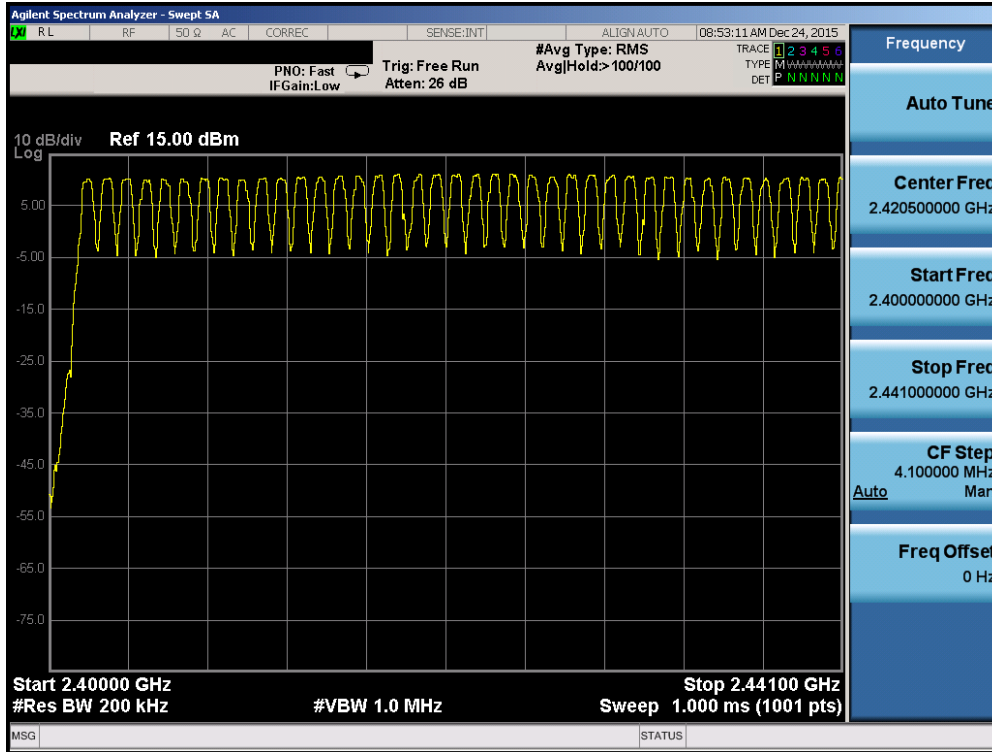 Agilent Spectrum Analyzer - Swept SA
LXI RL RF 50 Ω AC CORREC SENSE:INT ALIGN AUTO 08:53:11 AM Dec 24, 2015
PNO: Fast
IFGain:Low
Trig: Free Run
Atten: 26 dB
#Avg Type: RMS
Avg|Hold:> 100/100
TRACE 1 2 3 4 5 6
TYPE M
DET P N N N N N
10 dB/div Ref 15.00 dBm
Log
5.00
-5.00
-15.0
-25.0
-35.0
-45.0
-55.0
-65.0
-75.0
Start 2.40000 GHz Stop 2.44100 GHz
#Res BW 200 kHz #VBW 1.0 MHz Sweep 1.000 ms (1001 pts)
MSG STATUS
Frequency
Auto Tune
Center Freq
2.420500000 GHz
Start Freq
2.400000000 GHz
Stop Freq
2.441000000 GHz
CF Step
4.100000 MHz
Auto Man
Freq Offset
0 Hz